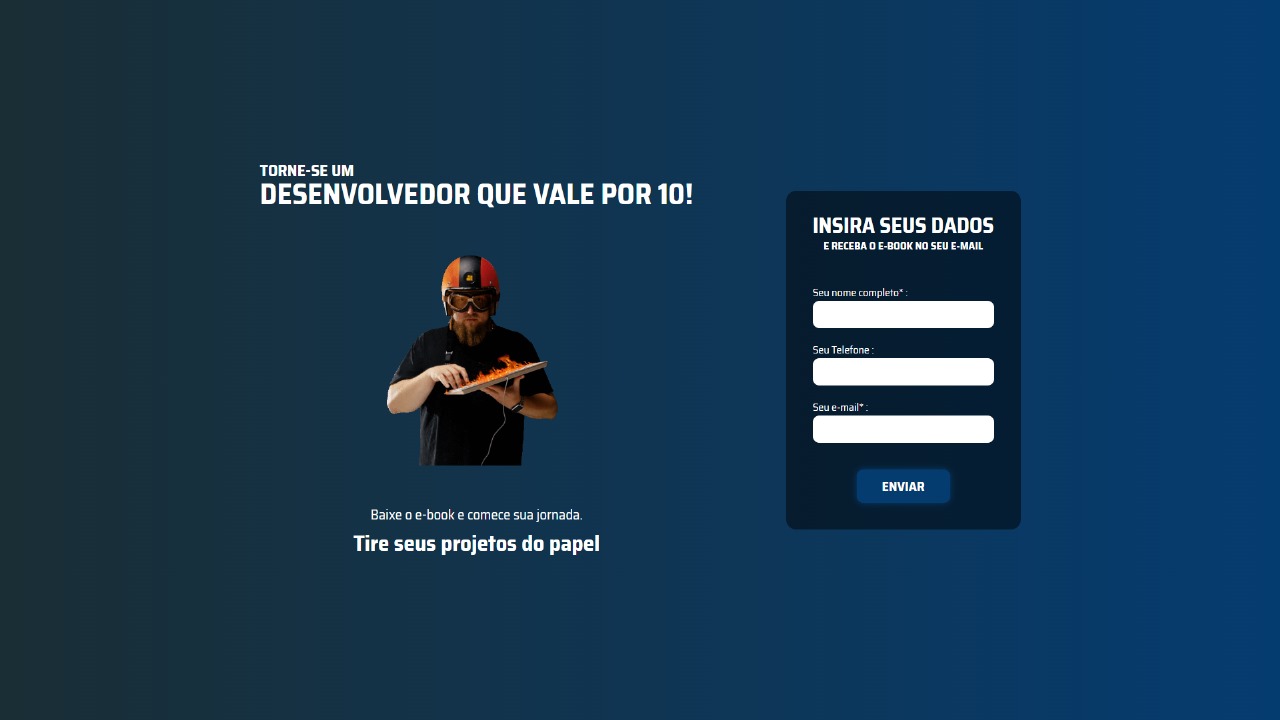 TORNE-SE UM
DESENVOLVEDOR QUE VALE POR 10!
Baixe o e-book e comece sua jornada.
Tire seus projetos do papel
INSIRA SEUS DADOS
E RECEBA O E-BOOK NO SEU E-MAIL
Seu nome completo* :
Seu Telefone :
Seu e-mail* :
ENVIAR